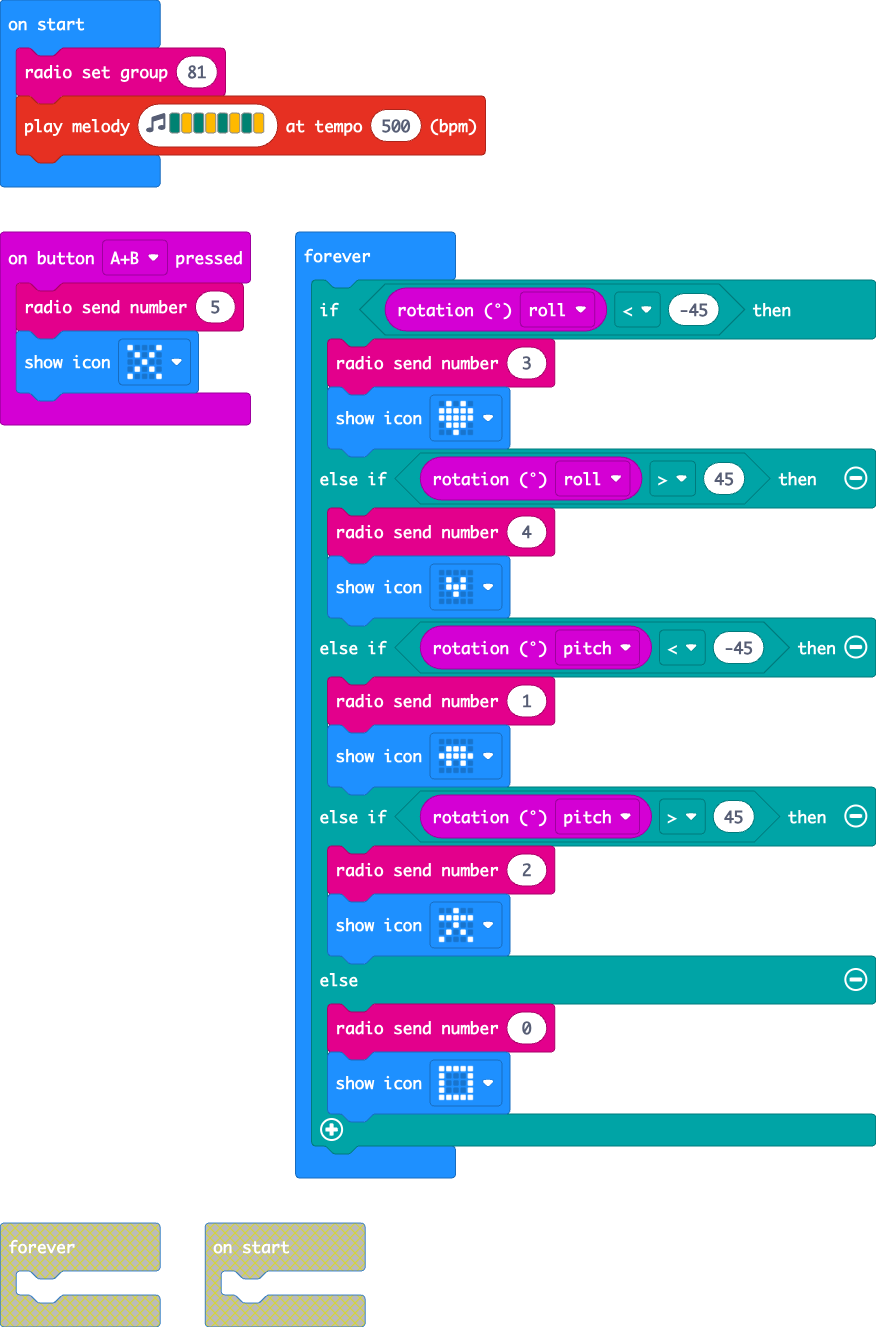 on start
radio set group 81
play melody at tempo 500 (bpm)
on button A+B pressed
radio send number 5
show icon
forever
if rotation (°) roll < -45 then
radio send number 3
show icon
else if rotation (°) roll > 45 then
radio send number 4
show icon
else if rotation (°) pitch < -45 then
radio send number 1
show icon
else if rotation (°) pitch > 45 then
radio send number 2
show icon
else
radio send number 0
show icon
forever
on start